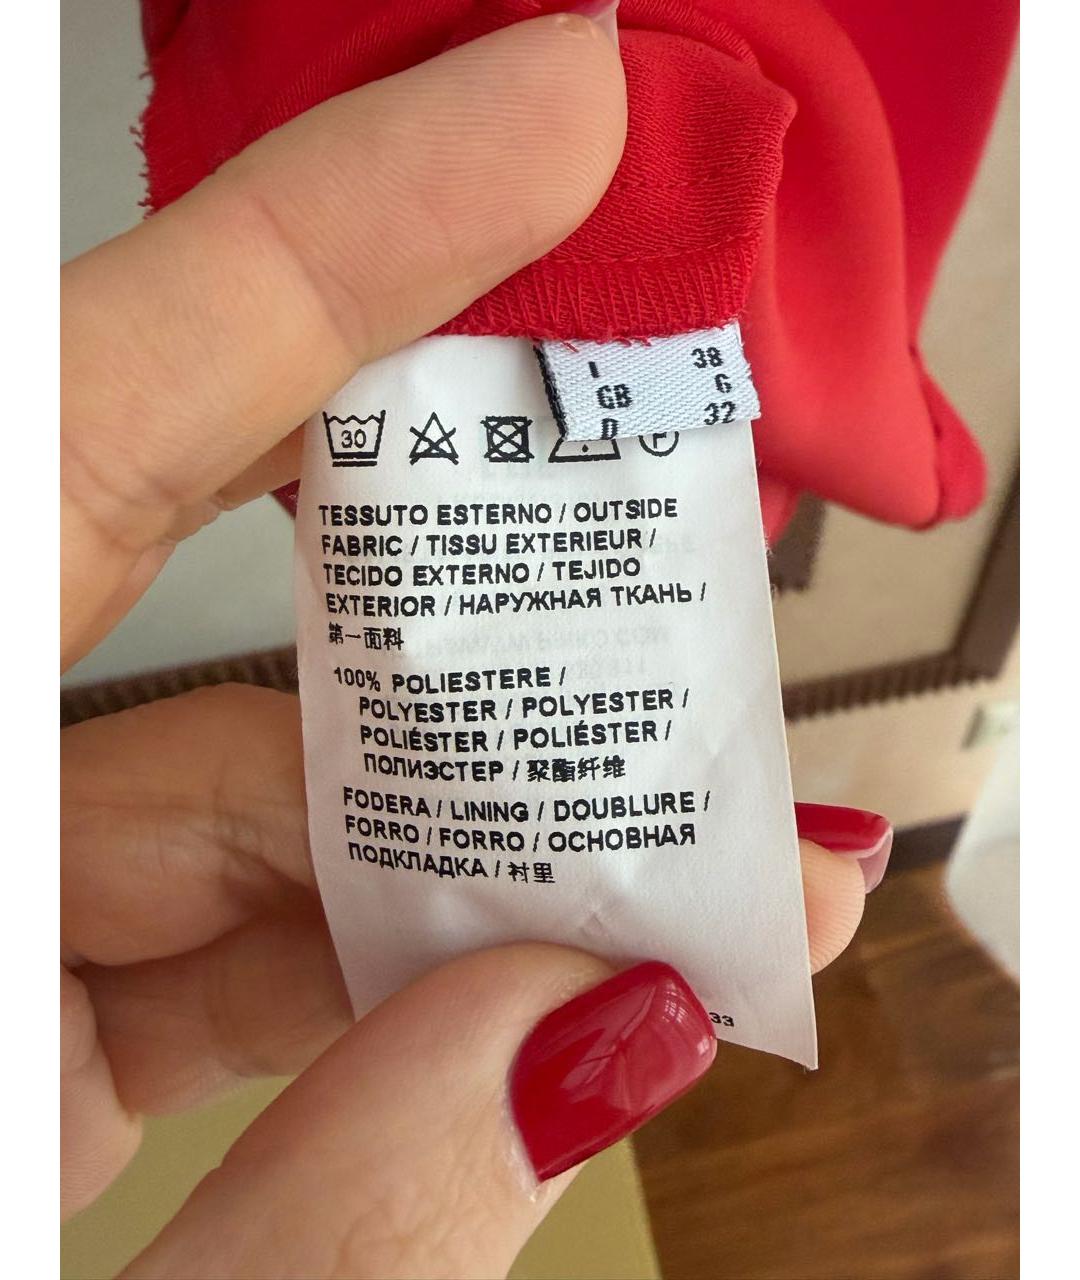 I 38
GB 6
D 32
30
P
TESSUTO ESTERNO / OUTSIDE
FABRIC / TISSU EXTERIEUR /
TECIDO EXTERNO / TEJIDO
EXTERIOR / НАРУЖНАЯ ТКАНЬ /
第一面料
100% POLIESTERE /
POLYESTER / POLYESTER /
POLIÉSTER / POLIÉSTER /
ПОЛИЭСТЕР / 聚酯纤维
FODERA / LINING / DOUBLURE /
FORRO / FORRO / ОСНОВНАЯ
ПОДКЛАДКА / 衬里
33